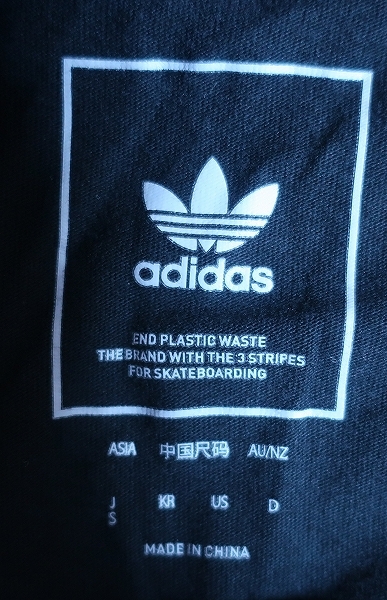 adidas
END PLASTIC WASTE
THE BRAND WITH THE 3 STRIPES
FOR SKATEBOARDING
ASIA 中国尺码 AU/NZ
J KR US D
S
MADE IN CHINA